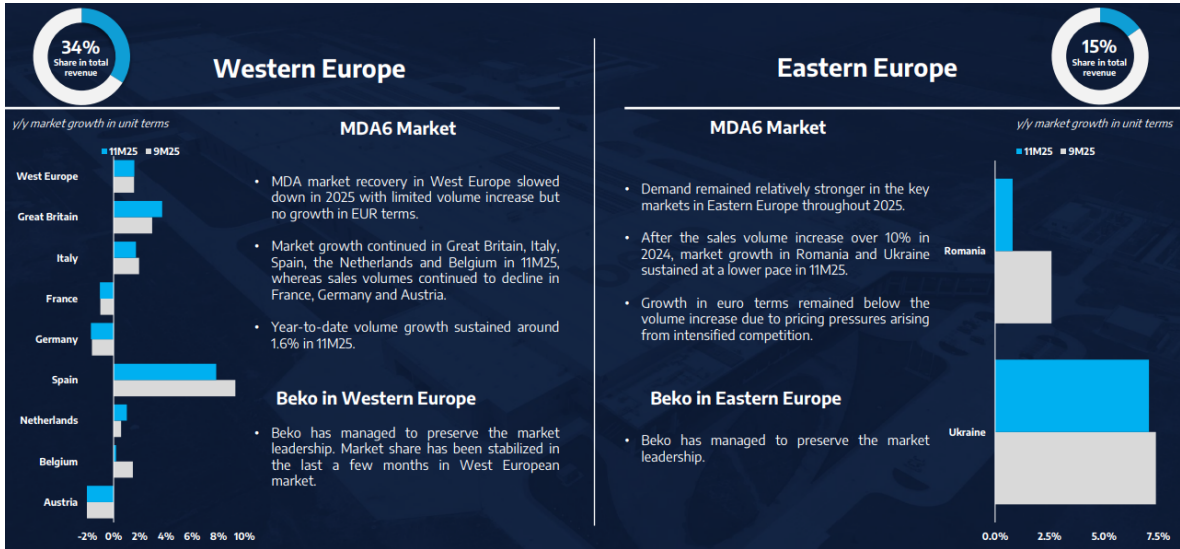 34%
Share in total
revenue
Western Europe
y/y market growth in unit terms
11M25 9M25
West Europe
Great Britain
Italy
France
Germany
Spain
Netherlands
Belgium
Austria
-2% 0% 2% 4% 6% 8% 10%
MDA6 Market
• MDA market recovery in West Europe slowed
down in 2025 with limited volume increase but
no growth in EUR terms.
• Market growth continued in Great Britain, Italy,
Spain, the Netherlands and Belgium in 11M25,
whereas sales volumes continued to decline in
France, Germany and Austria.
• Year-to-date volume growth sustained around
1.6% in 11M25.
Beko in Western Europe
• Beko has managed to preserve the market
leadership. Market share has been stabilized in
the last a few months in West European
market.
Eastern Europe
15%
Share in total
revenue
MDA6 Market
• Demand remained relatively stronger in the key
markets in Eastern Europe throughout 2025.
• After the sales volume increase over 10% in
2024, market growth in Romania and Ukraine
sustained at a lower pace in 11M25.
• Growth in euro terms remained below the
volume increase due to pricing pressures arising
from intensified competition.
Beko in Eastern Europe
• Beko has managed to preserve the market
leadership.
y/y market growth in unit terms
11M25 9M25
Romania
Ukraine
0.0% 2.5% 5.0% 7.5%